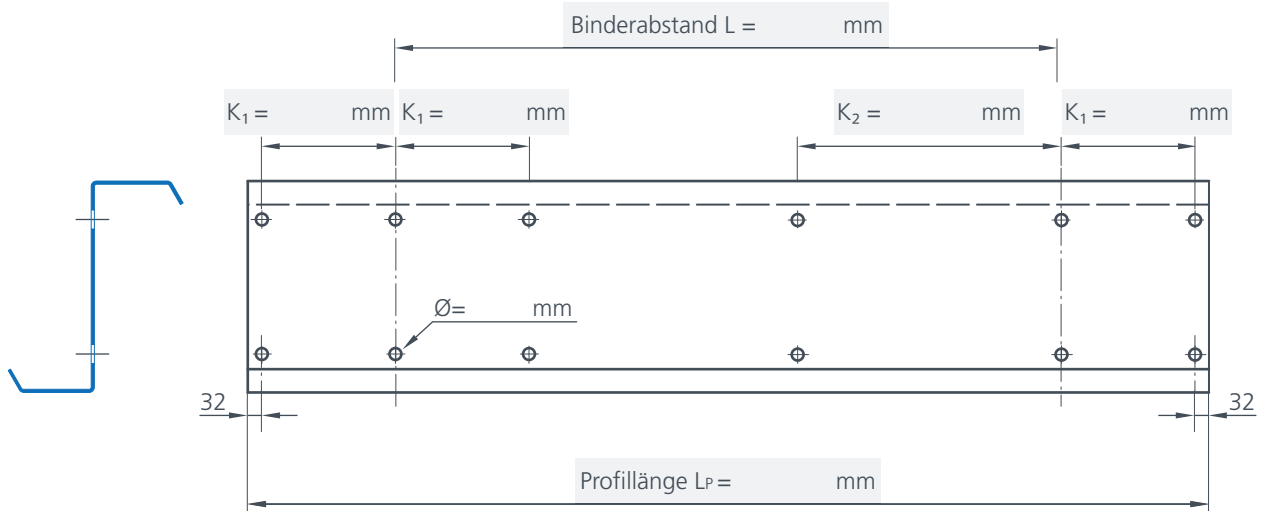 Binderabstand L = mm
K₁ = mm K₁ = mm K₂ = mm K₁ = mm
Ø= mm
32 32
Profillänge LP = mm